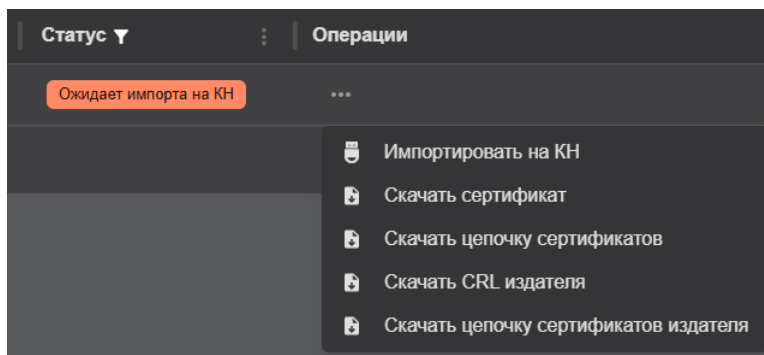 Статус
Операции
Ожидает импорта на КН
Импортировать на КН
Скачать сертификат
Скачать цепочку сертификатов
Скачать CRL издателя
Скачать цепочку сертификатов издателя